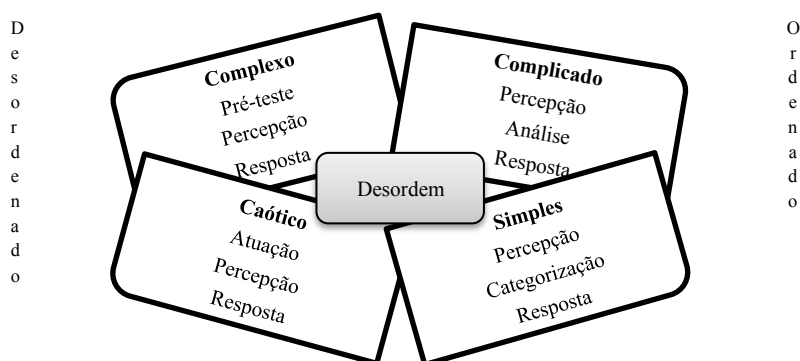 Desordenado
Complexo
Pré-teste
Percepção
Resposta
Complicado
Percepção
Análise
Resposta
Desordem
Caótico
Atuação
Percepção
Resposta
Simples
Percepção
Categorização
Resposta
Ordenado